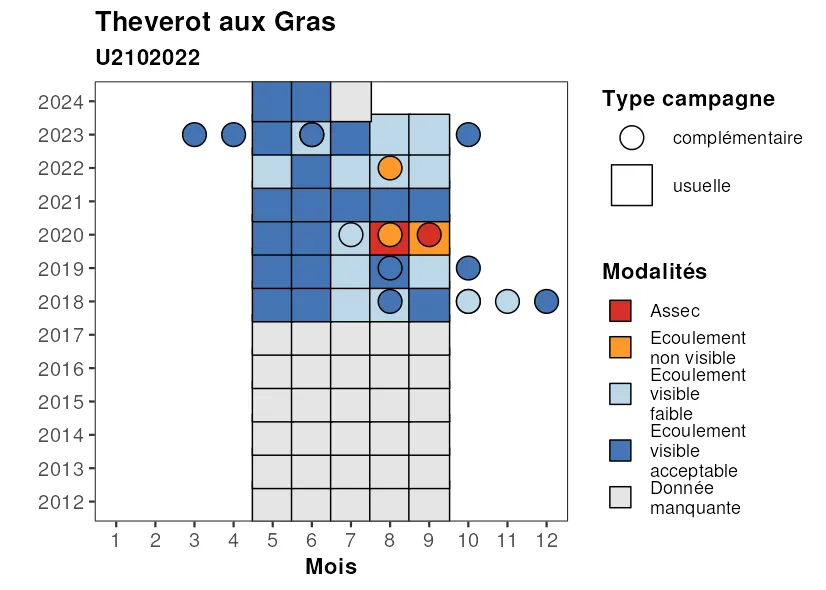 Theverot aux Gras
U2102022
2024
2023
2022
2021
2020
2019
2018
2017
2016
2015
2014
2013
2012
1 2 3 4 5 6 7 8 9 10 11 12
Mois
Type campagne
complémentaire
usuelle
Modalités
Assec
Ecoulement
non visible
Ecoulement
visible
faible
Ecoulement
visible
acceptable
Donnée
manquante